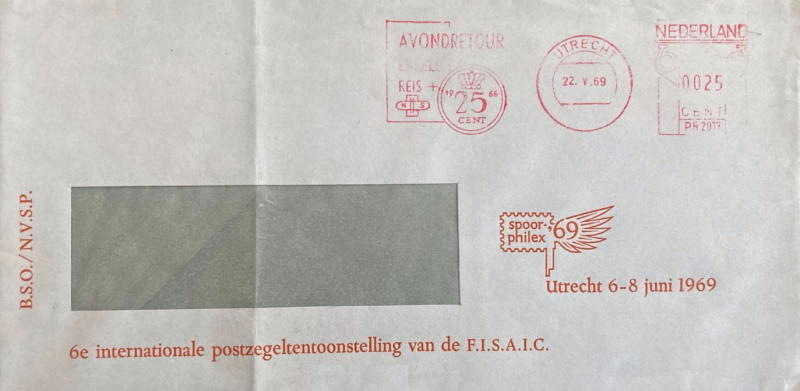 AVONDRETOUR
REIS +
N S
19 66
25
CENT
UTRECHT
22. V .69
NEDERLAND
0025
CENT
PR2013
B.S.O./N.V.S.P.
spoor-
philex
'69
Utrecht 6-8 juni 1969
6e internationale postzegeltentoonstelling van de F.I.S.A.I.C.